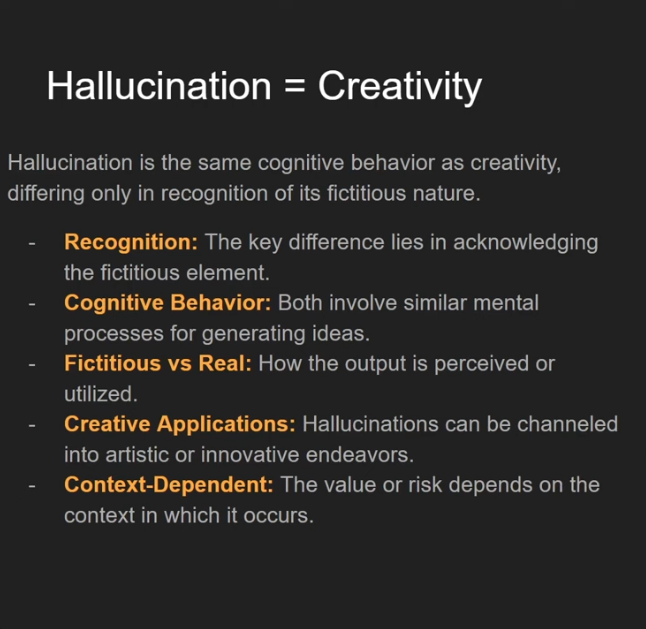 Hallucination = Creativity
Hallucination is the same cognitive behavior as creativity,
differing only in recognition of its fictitious nature.
- Recognition: The key difference lies in acknowledging
the fictitious element.
- Cognitive Behavior: Both involve similar mental
processes for generating ideas.
- Fictitious vs Real: How the output is perceived or
utilized.
- Creative Applications: Hallucinations can be channeled
into artistic or innovative endeavors.
- Context-Dependent: The value or risk depends on the
context in which it occurs.